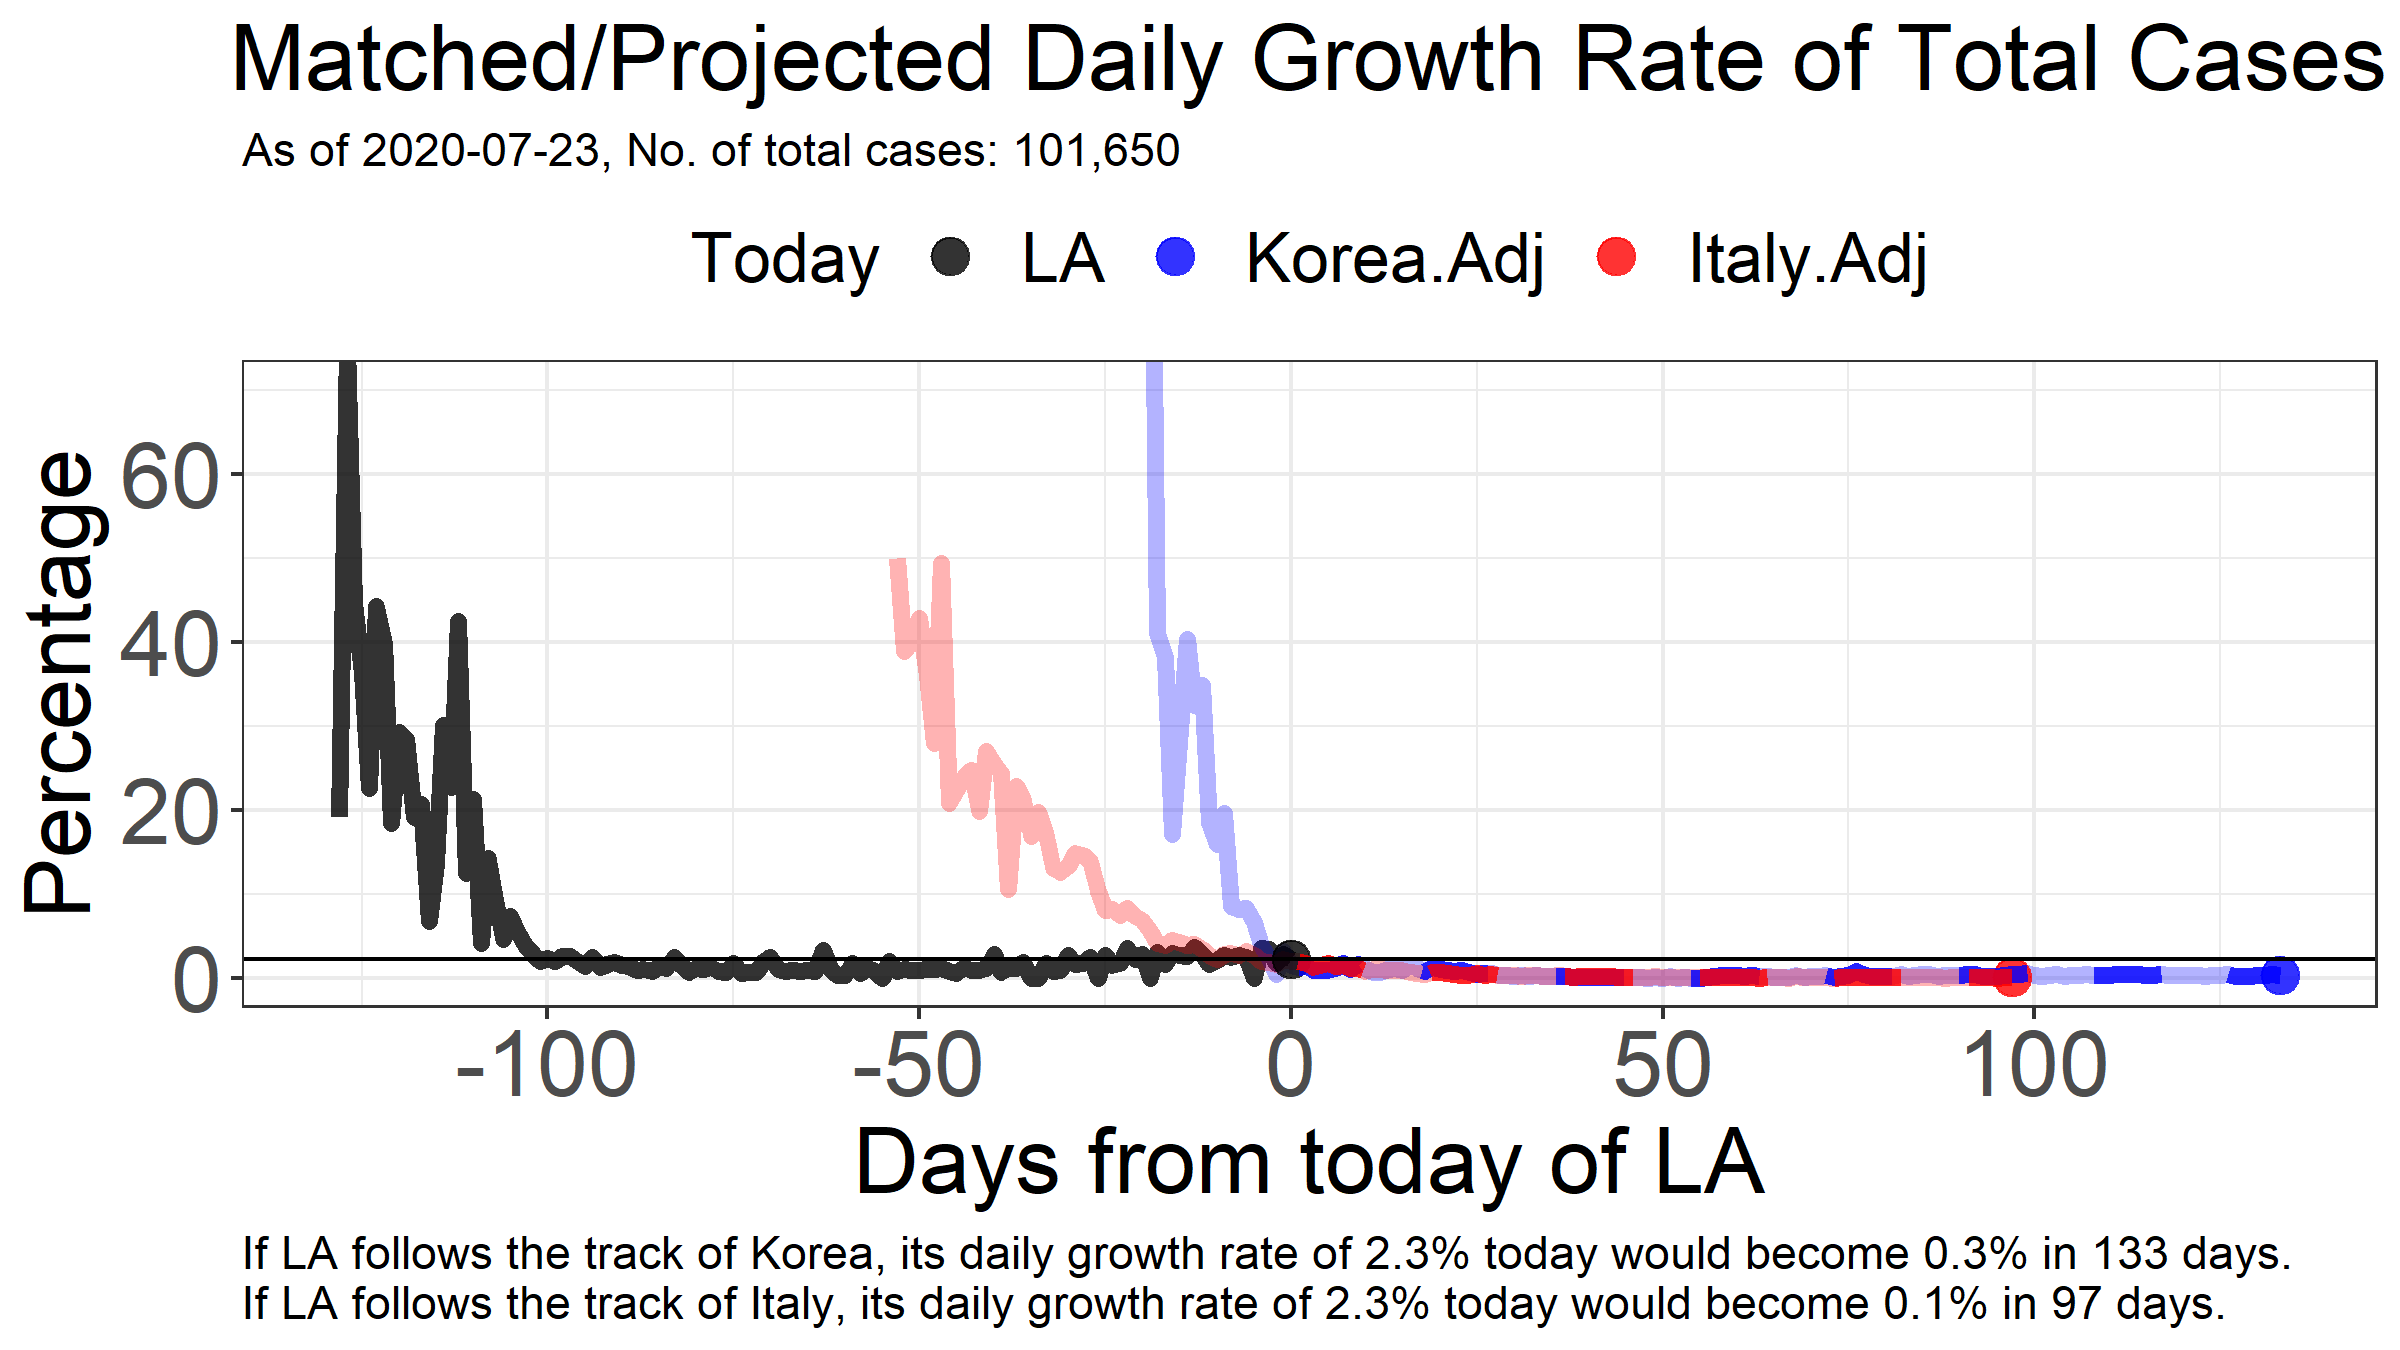 Matched/Projected Daily Growth Rate of Total Cases
As of 2020-07-23, No. of total cases: 101,650
Today LA Korea.Adj Italy.Adj
Percentage
60
40
20
0
-100 -50 0 50 100
Days from today of LA
If LA follows the track of Korea, its daily growth rate of 2.3% today would become 0.3% in 133 days.
If LA follows the track of Italy, its daily growth rate of 2.3% today would become 0.1% in 97 days.